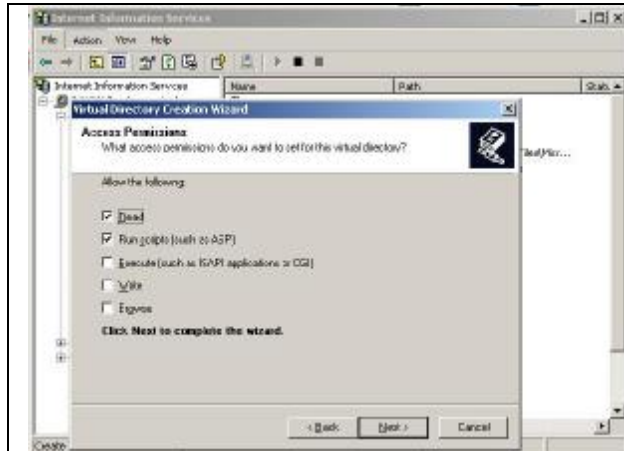 Internet Information Services
File Action View Help
Internet Information Services Name Path
Virtual Directory Creation Wizard
Access Permissions
What access permissions do you want to set for this virtual directory?
Allow the following:
Read
Run scripts (such as ASP)
Execute (such as ISAPI applications or CGI)
Write
Browse
Click Next to complete the wizard.
< Back Next > Cancel